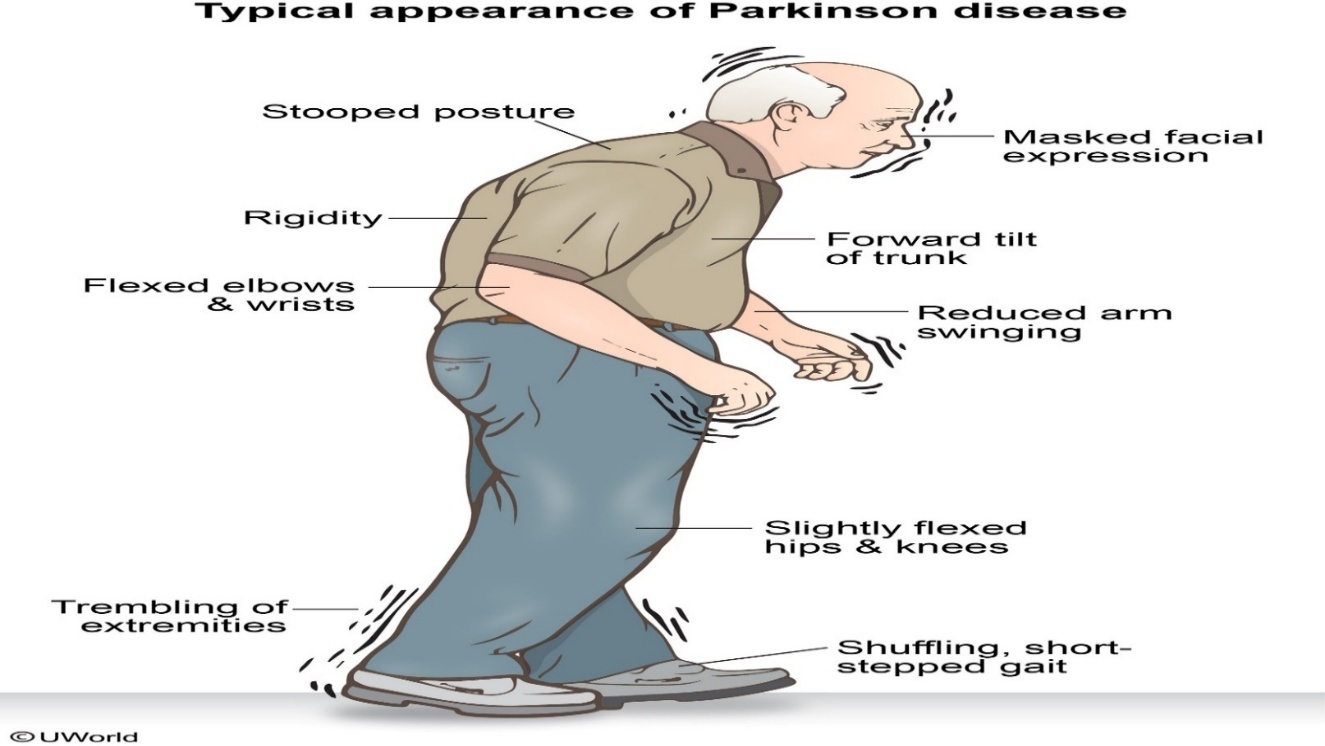 Typical appearance of Parkinson disease
Stooped posture
Masked facial
expression
Rigidity
Forward tilt
of trunk
Flexed elbows
& wrists
Reduced arm
swinging
Slightly flexed
hips & knees
Trembling of
extremities
Shuffling, short-
stepped gait
©UWorld